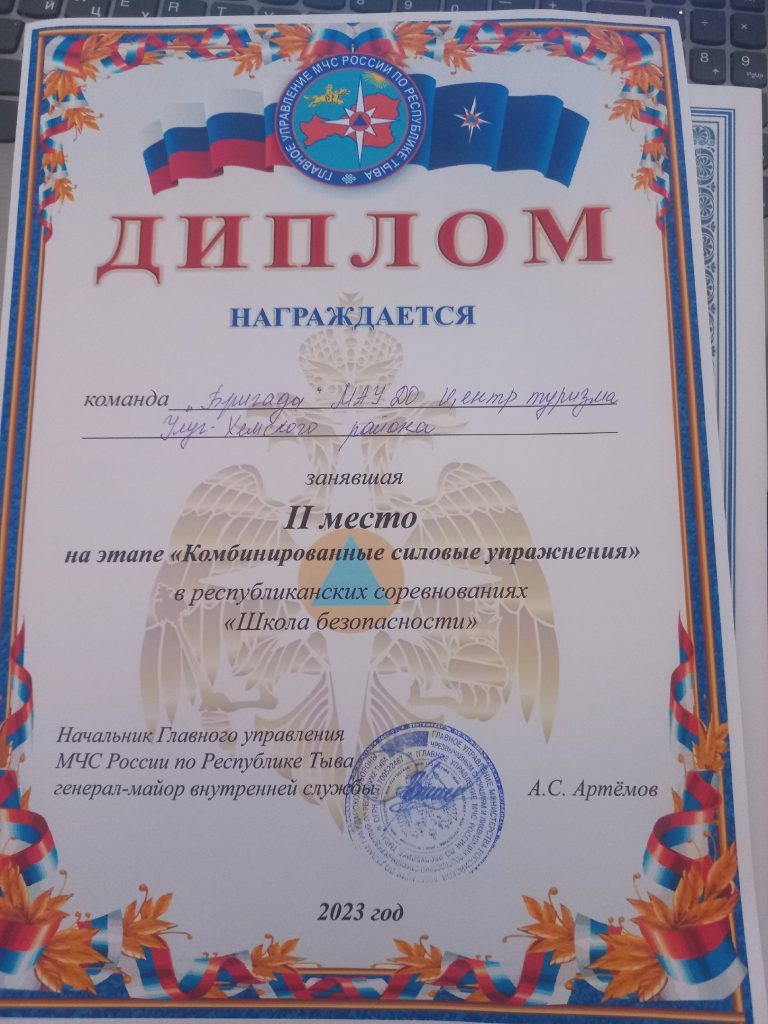 ГЛАВНОЕ УПРАВЛЕНИЕ МЧС РОССИИ ПО РЕСПУБЛИКЕ ТЫВА
ДИПЛОМ
НАГРАЖДАЕТСЯ
команда „Бригада" МАУ ДО Центр туризма
Улуг-Хемского района
занявшая
II место
на этапе «Комбинированные силовые упражнения»
в республиканских соревнованиях
«Школа безопасности»
Начальник Главного управления
МЧС России по Республике Тыва
генерал-майор внутренней службы
А.С. Артёмов
2023 год